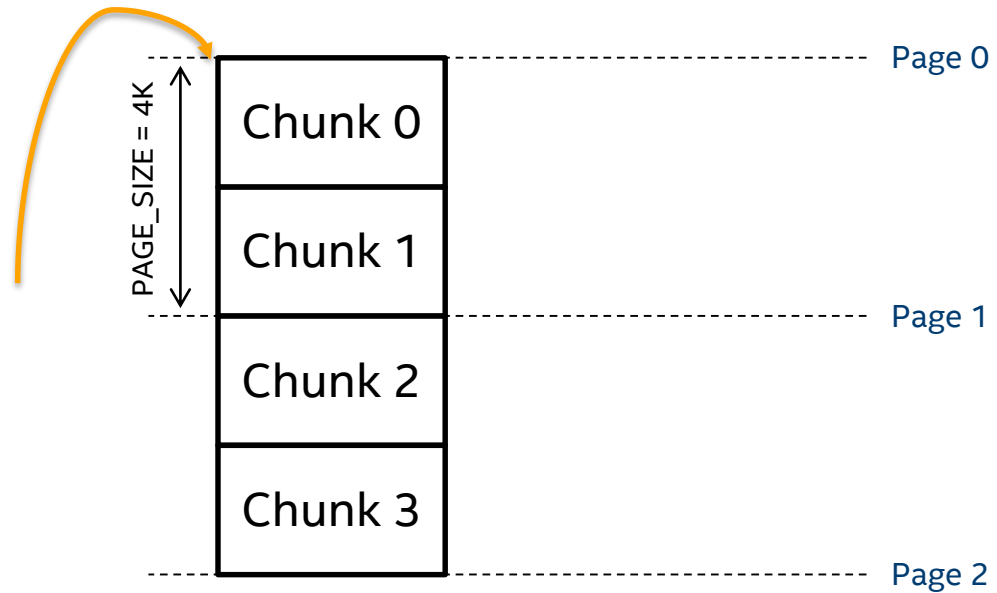 Page 0
PAGE_SIZE = 4K
Chunk 0
Chunk 1
Page 1
Chunk 2
Chunk 3
Page 2